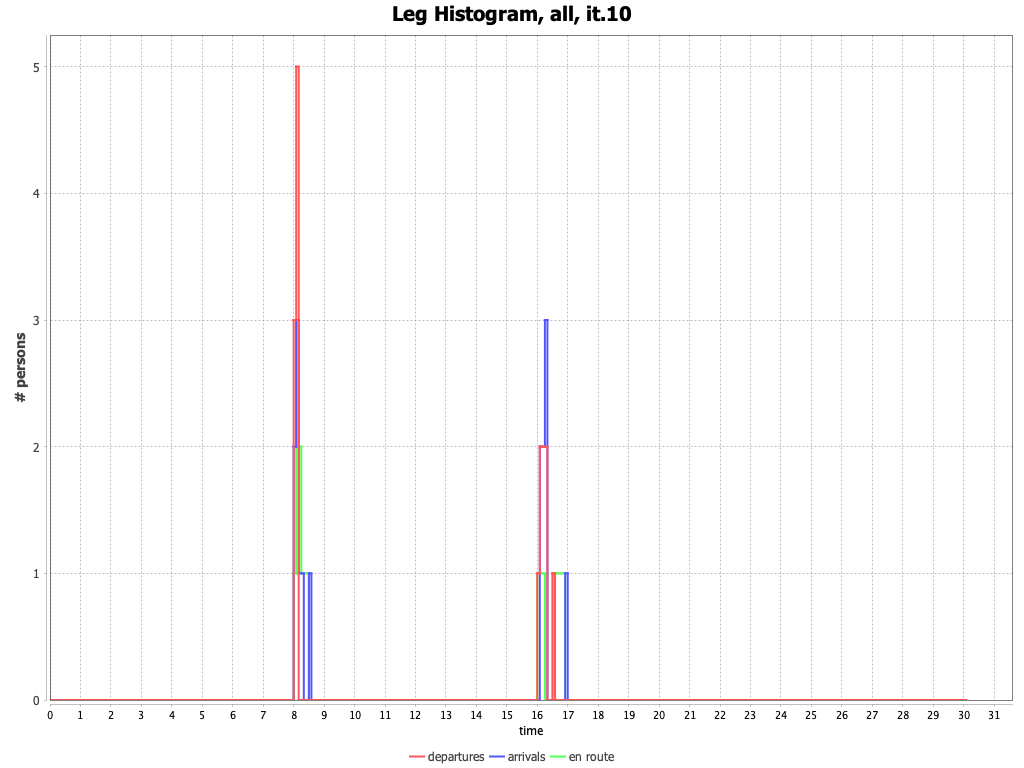 Leg Histogram, all, it.10
# persons
5
4
3
2
1
0
0 1 2 3 4 5 6 7 8 9 10 11 12 13 14 15 16 17 18 19 20 21 22 23 24 25 26 27 28 29 30 31
time
departures arrivals en route